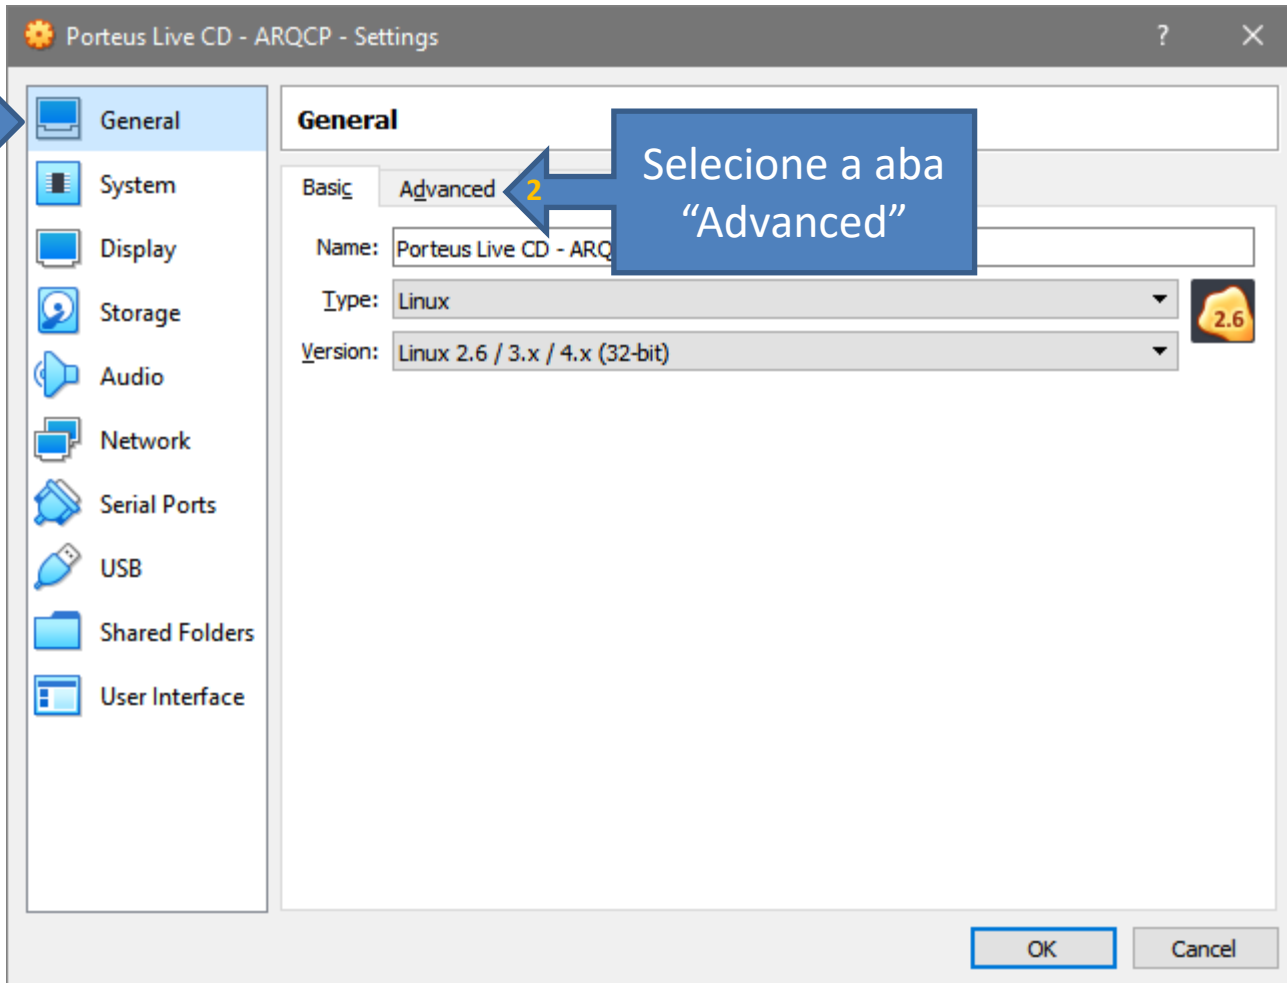 Porteus Live CD - ARQCP - Settings
?
General
System
Display
Storage
Audio
Network
Serial Ports
USB
Shared Folders
User Interface
General
Basic
Advanced
2
Selecione a aba
“Advanced”
Name:
Porteus Live CD - ARQ
Type:
Linux
2.6
Version:
Linux 2.6 / 3.x / 4.x (32-bit)
OK
Cancel